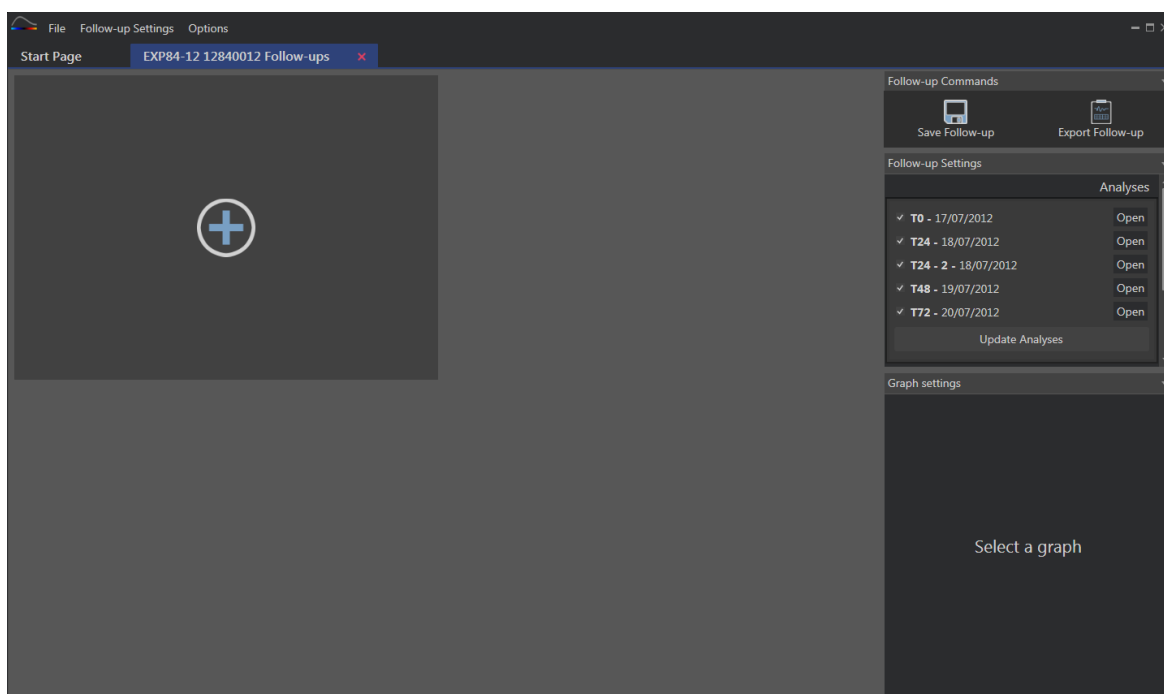 File Follow-up Settings Options
Start Page EXP84-12 12840012 Follow-ups
Follow-up Commands
Save Follow-up Export Follow-up
Follow-up Settings
Analyses
T0 - 17/07/2012 Open
T24 - 18/07/2012 Open
T24 - 2 - 18/07/2012 Open
T48 - 19/07/2012 Open
T72 - 20/07/2012 Open
Update Analyses
Graph settings
Select a graph